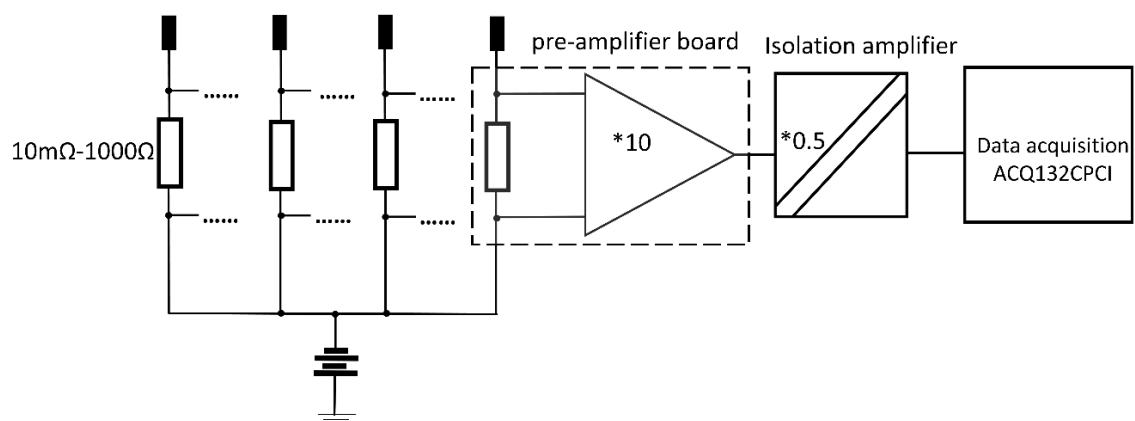 pre-amplifier board
Isolation amplifier
10mΩ-1000Ω
*10
*0.5
Data acquisition
ACQ132CPCI